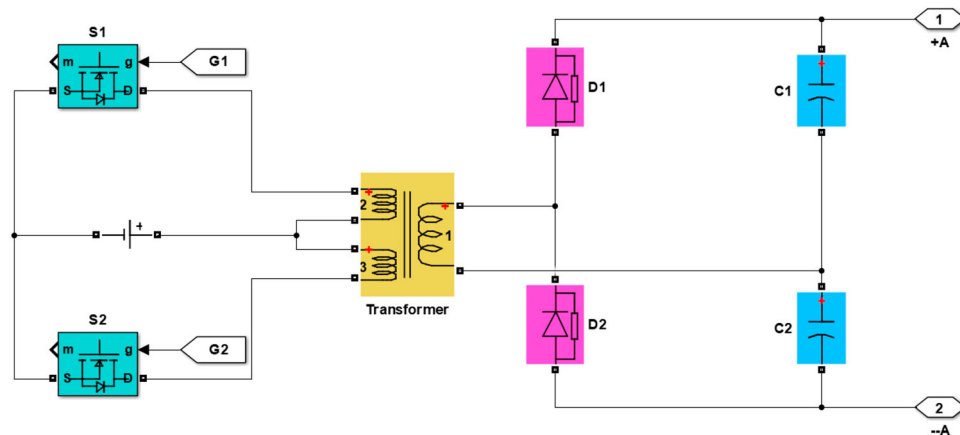 S1
m
g
S
D
G1
D1
C1
1
+A
+
+
2
+
3
+
1
Transformer
+
S2
m
g
S
D
G2
D2
+
C2
2
--A